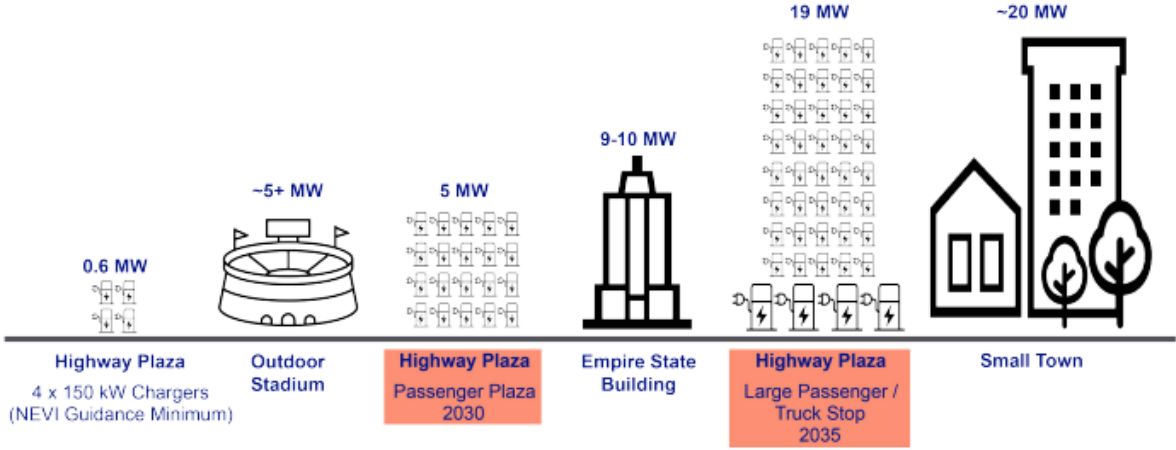 0.6 MW
~5+ MW
5 MW
9-10 MW
19 MW
~20 MW
Highway Plaza
4 x 150 kW Chargers
(NEVI Guidance Minimum)
Outdoor
Stadium
Highway Plaza
Passenger Plaza
2030
Empire State
Building
Highway Plaza
Large Passenger /
Truck Stop
2035
Small Town